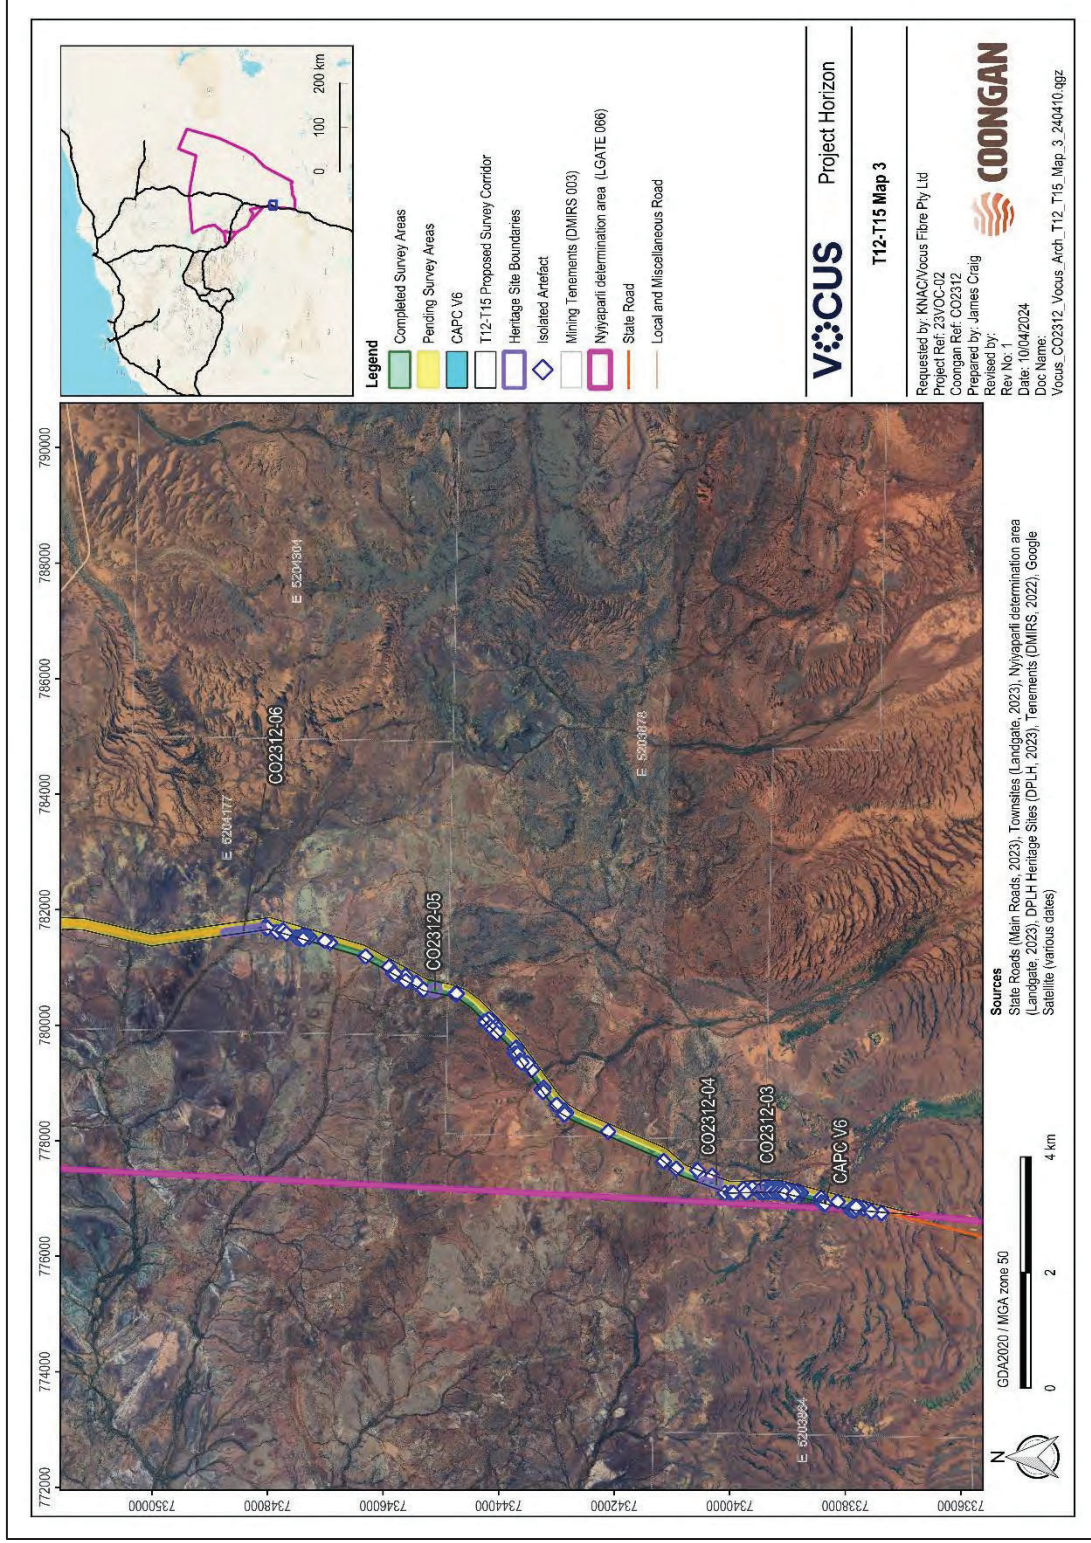 772000
774000
776000
778000
780000
782000
784000
786000
788000
790000
7350000
7348000
7346000
7344000
7342000
7340000
7338000
7336000
E 5204177
E 5204304
E 5203878
E 5203864
CO2312-06
CO2312-05
CO2312-04
CO2312-03
CAPC V6
0 100 200 km
Legend
Completed Survey Areas
Pending Survey Areas
CAPC V6
T12-T15 Proposed Survey Corridor
Heritage Site Boundaries
Isolated Artefact
Mining Tenements (DMIRS 003)
Nyiyaparli determination area (LGATE 066)
State Road
Local and Miscellaneous Road
VOCUS Project Horizon
T12-T15 Map 3
Requested by: KNAC/Vocus Fibre Pty Ltd
Project Ref: 23VOC-02
Coongan Ref: CO2312
Prepared by: James Craig
Revised by:
Rev No: 1
Date: 10/04/2024
Doc Name:
Vocus_CO2312_Vocus_Arch_T12_T15_Map_3_240410.qgz
COONGAN
N
GDA2020 / MGA zone 50
0 2 4 km
Sources
State Roads (Main Roads, 2023), Townsites (Landgate, 2023), Nyiyaparli determination area
(Landgate, 2023), DPLH Heritage Sites (DPLH, 2023), Tenements (DMIRS, 2022), Google
Satellite (various dates)